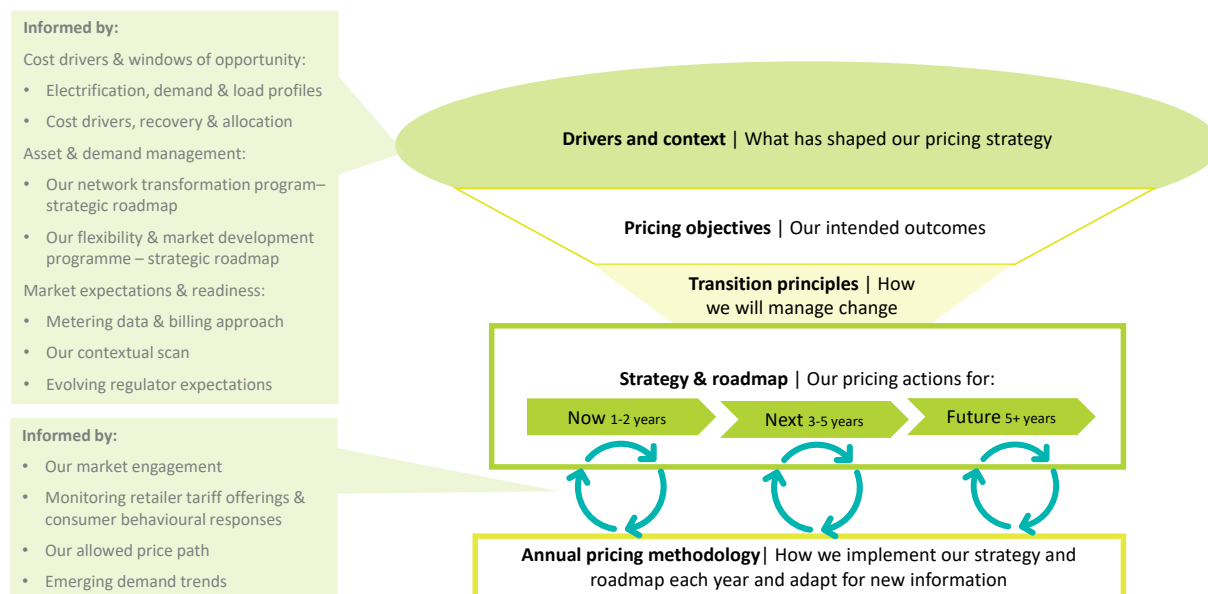 Informed by:
Cost drivers & windows of opportunity:
• Electrification, demand & load profiles
• Cost drivers, recovery & allocation
Asset & demand management:
• Our network transformation program–
strategic roadmap
• Our flexibility & market development
programme – strategic roadmap
Market expectations & readiness:
• Metering data & billing approach
• Our contextual scan
• Evolving regulator expectations
Informed by:
• Our market engagement
• Monitoring retailer tariff offerings &
consumer behavioural responses
• Our allowed price path
• Emerging demand trends
Drivers and context | What has shaped our pricing strategy
Pricing objectives | Our intended outcomes
Transition principles | How
we will manage change
Strategy & roadmap | Our pricing actions for:
Now 1-2 years
Next 3-5 years
Future 5+ years
Annual pricing methodology| How we implement our strategy and
roadmap each year and adapt for new information